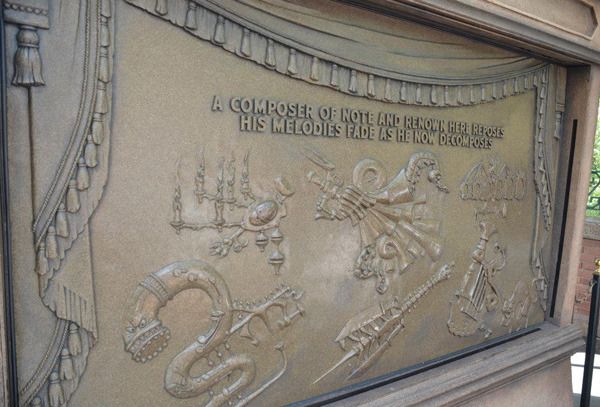 A COMPOSER OF NOTE AND RENOWN HERE REPOSES
HIS MELODIES FADE AS HE NOW DECOMPOSES